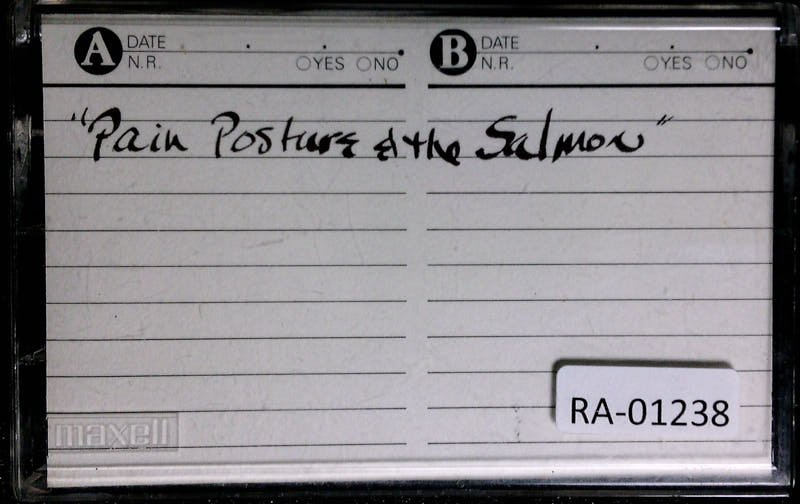 A DATE B DATE
N.R. YES NO N.R. YES NO
"Pain Posture & the Salmon"
RA-01238
maxell